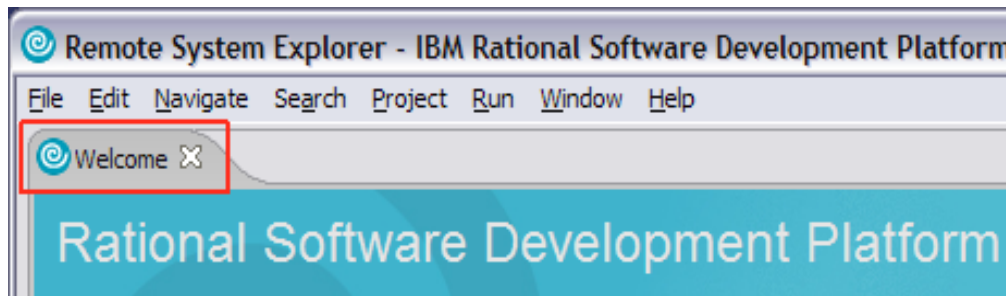 Remote System Explorer - IBM Rational Software Development Platform
File Edit Navigate Search Project Run Window Help
Welcome
Rational Software Development Platform